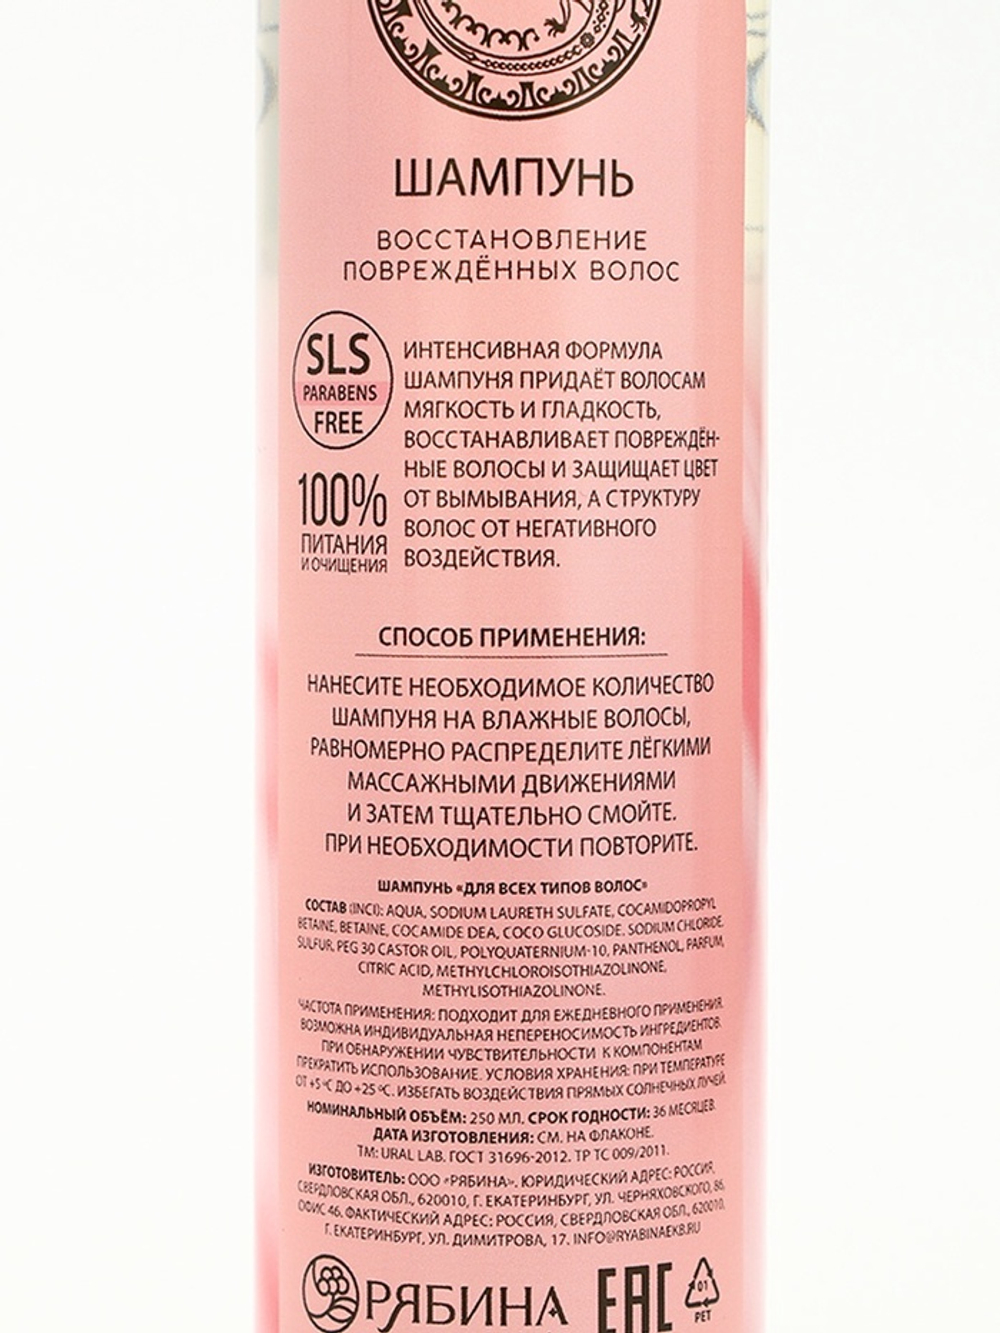 ШАМПУНЬ
ВОССТАНОВЛЕНИЕ
ПОВРЕЖДЁННЫХ ВОЛОС
SLS
PARABENS
FREE
100%
ПИТАНИЯ
И ОЧИЩЕНИЯ
ИНТЕНСИВНАЯ ФОРМУЛА
ШАМПУНЯ ПРИДАЁТ ВОЛОСАМ
МЯГКОСТЬ И ГЛАДКОСТЬ,
ВОССТАНАВЛИВАЕТ ПОВРЕЖДЁН-
НЫЕ ВОЛОСЫ И ЗАЩИЩАЕТ ЦВЕТ
ОТ ВЫМЫВАНИЯ, А СТРУКТУРУ
ВОЛОС ОТ НЕГАТИВНОГО
ВОЗДЕЙСТВИЯ.
СПОСОБ ПРИМЕНЕНИЯ:
НАНЕСИТЕ НЕОБХОДИМОЕ КОЛИЧЕСТВО
ШАМПУНЯ НА ВЛАЖНЫЕ ВОЛОСЫ,
РАВНОМЕРНО РАСПРЕДЕЛИТЕ ЛЁГКИМИ
МАССАЖНЫМИ ДВИЖЕНИЯМИ
И ЗАТЕМ ТЩАТЕЛЬНО СМОЙТЕ.
ПРИ НЕОБХОДИМОСТИ ПОВТОРИТЕ.
ШАМПУНЬ «ДЛЯ ВСЕХ ТИПОВ ВОЛОС»
СОСТАВ (INCI): AQUA, SODIUM LAURETH SULFATE, COCAMIDOPROPYL
BETAINE, BETAINE, COCAMIDE DEA, COCO GLUCOSIDE. SODIUM CHLORIDE,
SULFUR, PEG 30 CASTOR OIL, POLYQUATERNIUM-10, PANTHENOL, PARFUM,
CITRIC ACID, METHYLCHLOROISOTHIAZOLINONE,
METHYLISOTHIAZOLINONE.
ЧАСТОТА ПРИМЕНЕНИЯ: ПОДХОДИТ ДЛЯ ЕЖЕДНЕВНОГО ПРИМЕНЕНИЯ.
ВОЗМОЖНА ИНДИВИДУАЛЬНАЯ НЕПЕРЕНОСИМОСТЬ ИНГРЕДИЕНТОВ.
ПРИ ОБНАРУЖЕНИИ ЧУВСТВИТЕЛЬНОСТИ К КОМПОНЕНТАМ
ПРЕКРАТИТЬ ИСПОЛЬЗОВАНИЕ. УСЛОВИЯ ХРАНЕНИЯ: ПРИ ТЕМПЕРАТУРЕ
ОТ +5 °С ДО +25 °С. ИЗБЕГАТЬ ВОЗДЕЙСТВИЯ ПРЯМЫХ СОЛНЕЧНЫХ ЛУЧЕЙ.
НОМИНАЛЬНЫЙ ОБЪЁМ: 250 МЛ. СРОК ГОДНОСТИ: 36 МЕСЯЦЕВ.
ДАТА ИЗГОТОВЛЕНИЯ: СМ. НА ФЛАКОНЕ.
TM: URAL LAB. ГОСТ 31696-2012. ТР ТС 009/2011.
ИЗГОТОВИТЕЛЬ: ООО «РЯБИНА». ЮРИДИЧЕСКИЙ АДРЕС: РОССИЯ,
СВЕРДЛОВСКАЯ ОБЛ., 620010, Г. ЕКАТЕРИНБУРГ, УЛ. ЧЕРНЯХОВСКОГО, 86,
ОФИС 46. ФАКТИЧЕСКИЙ АДРЕС: РОССИЯ, СВЕРДЛОВСКАЯ ОБЛ., 620010,
Г. ЕКАТЕРИНБУРГ, УЛ. ДИМИТРОВА, 17. INFO@RYABINAEKB.RU
РЯБИНА EAC 01
PET